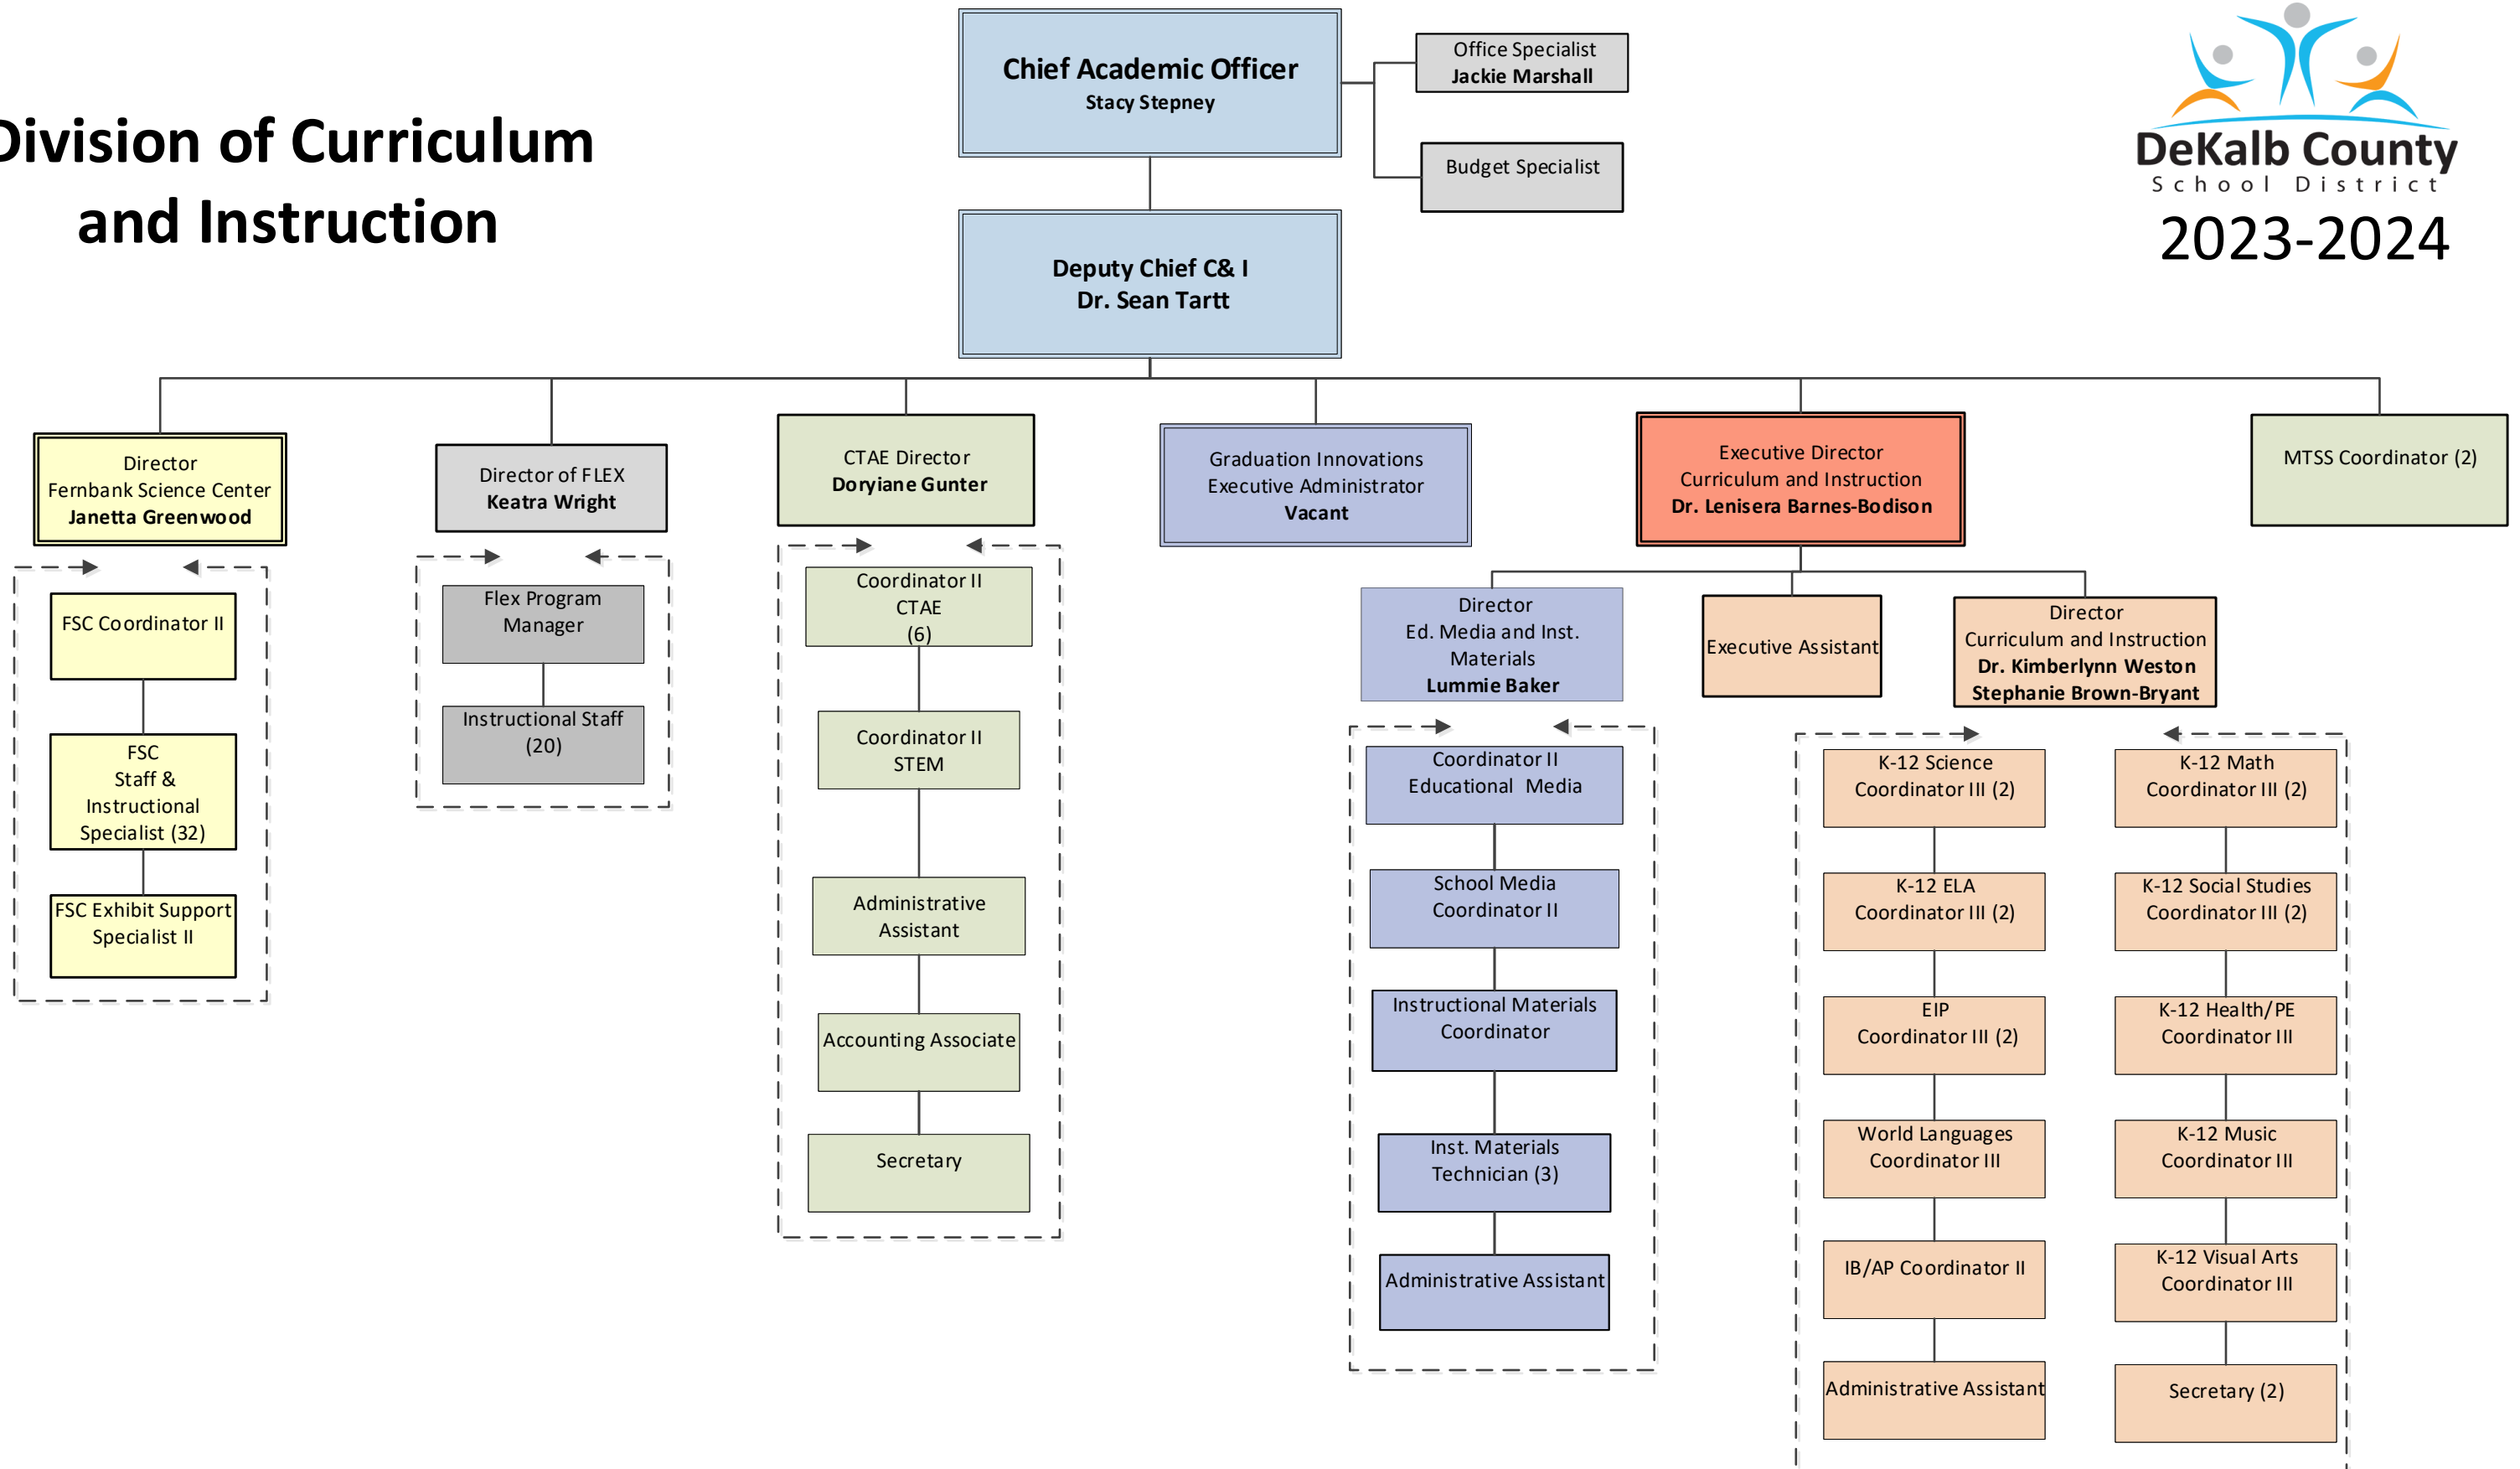 Division of Curriculum
and Instruction
Chief Academic Officer
Stacy Stepney
Office Specialist
Jackie Marshall
Budget Specialist
DeKalb County
School District
2023-2024
Deputy Chief C& I
Dr. Sean Tartt
Director
Fernbank Science Center
Janetta Greenwood
Director of FLEX
Keatra Wright
CTAE Director
Doryiane Gunter
Graduation Innovations
Executive Administrator
Vacant
Executive Director
Curriculum and Instruction
Dr. Lenisera Barnes-Bodison
MTSS Coordinator (2)
FSC Coordinator II
FSC
Staff &
Instructional
Specialist (32)
FSC Exhibit Support
Specialist II
Flex Program
Manager
Instructional Staff
(20)
Coordinator II
CTAE
(6)
Coordinator II
STEM
Administrative
Assistant
Accounting Associate
Secretary
Director
Ed. Media and Inst.
Materials
Lummie Baker
Executive Assistant
Director
Curriculum and Instruction
Dr. Kimberlynn Weston
Stephanie Brown-Bryant
Coordinator II
Educational  Media
School Media
Coordinator II
Instructional Materials
Coordinator
Inst. Materials
Technician (3)
Administrative Assistant
K-12 Science
Coordinator III (2)
K-12 ELA
Coordinator III (2)
EIP
Coordinator III (2)
World Languages
Coordinator III
IB/AP Coordinator II
Administrative Assistant
K-12 Math
Coordinator III (2)
K-12 Social Studies
Coordinator III (2)
K-12 Health/PE
Coordinator III
K-12 Music
Coordinator III
K-12 Visual Arts
Coordinator III
Secretary (2)